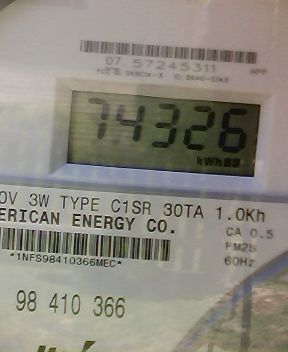 07 57245311
74326
kWh
0V 3W TYPE C1SR 30TA 1.0Kh
ERICAN ENERGY CO.
CA 0.5
FM2S
60Hz
*1NFS98410366MEC*
98 410 366